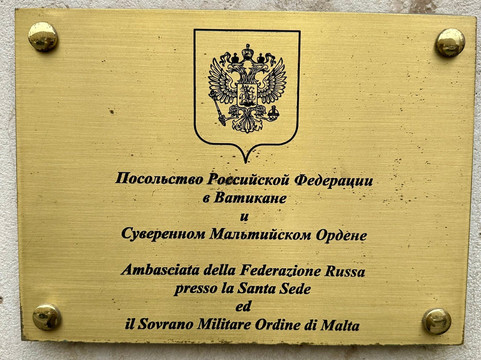 Посольство Российской Федерации
в Ватикане
и
Суверенном Мальтийском Ордене
Ambasciata della Federazione Russa
presso la Santa Sede
ed
il Sovrano Militare Ordine di Malta